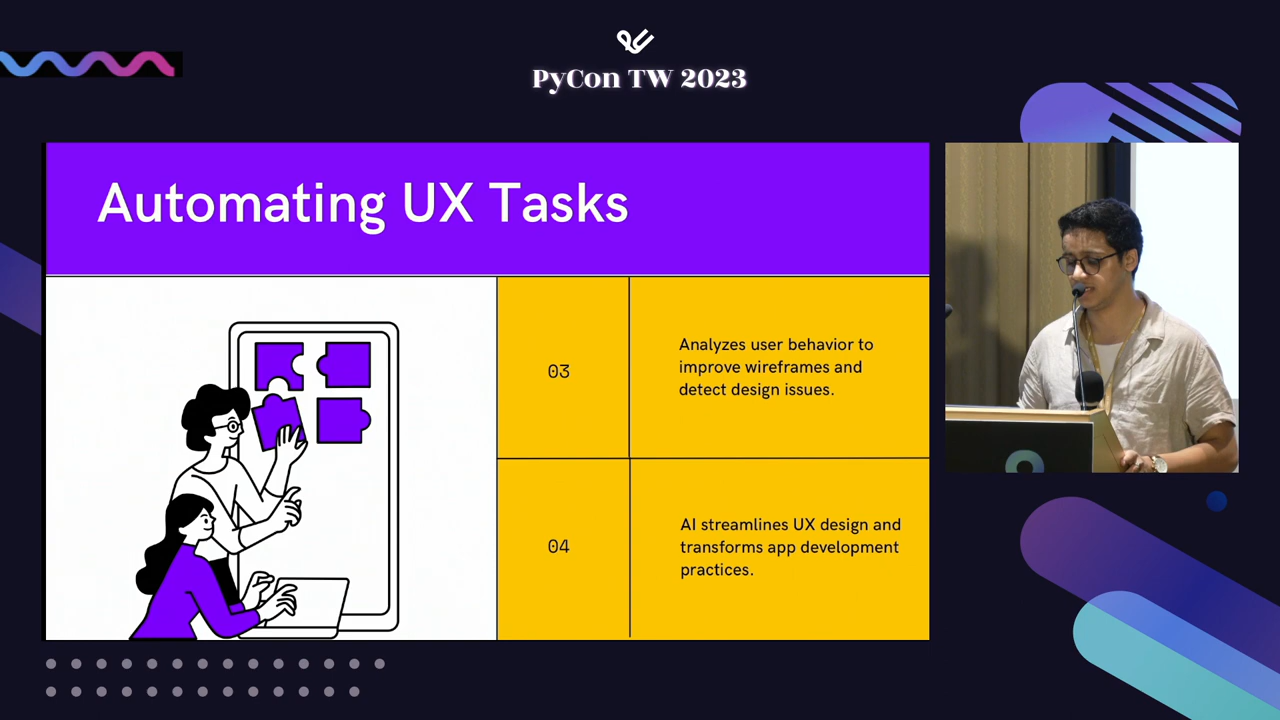 PyCon TW 2023
Automating UX Tasks
03
Analyzes user behavior to
improve wireframes and
detect design issues.
04
AI streamlines UX design and
transforms app development
practices.